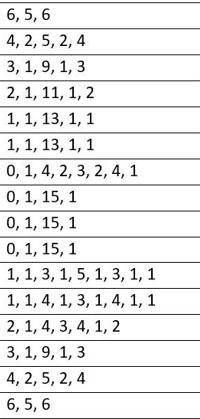 6, 5, 6
4, 2, 5, 2, 4
3, 1, 9, 1, 3
2, 1, 11, 1, 2
1, 1, 13, 1, 1
1, 1, 13, 1, 1
0, 1, 4, 2, 3, 2, 4, 1
0, 1, 15, 1
0, 1, 15, 1
0, 1, 15, 1
1, 1, 3, 1, 5, 1, 3, 1, 1
1, 1, 4, 1, 3, 1, 4, 1, 1
2, 1, 4, 3, 4, 1, 2
3, 1, 9, 1, 3
4, 2, 5, 2, 4
6, 5, 6